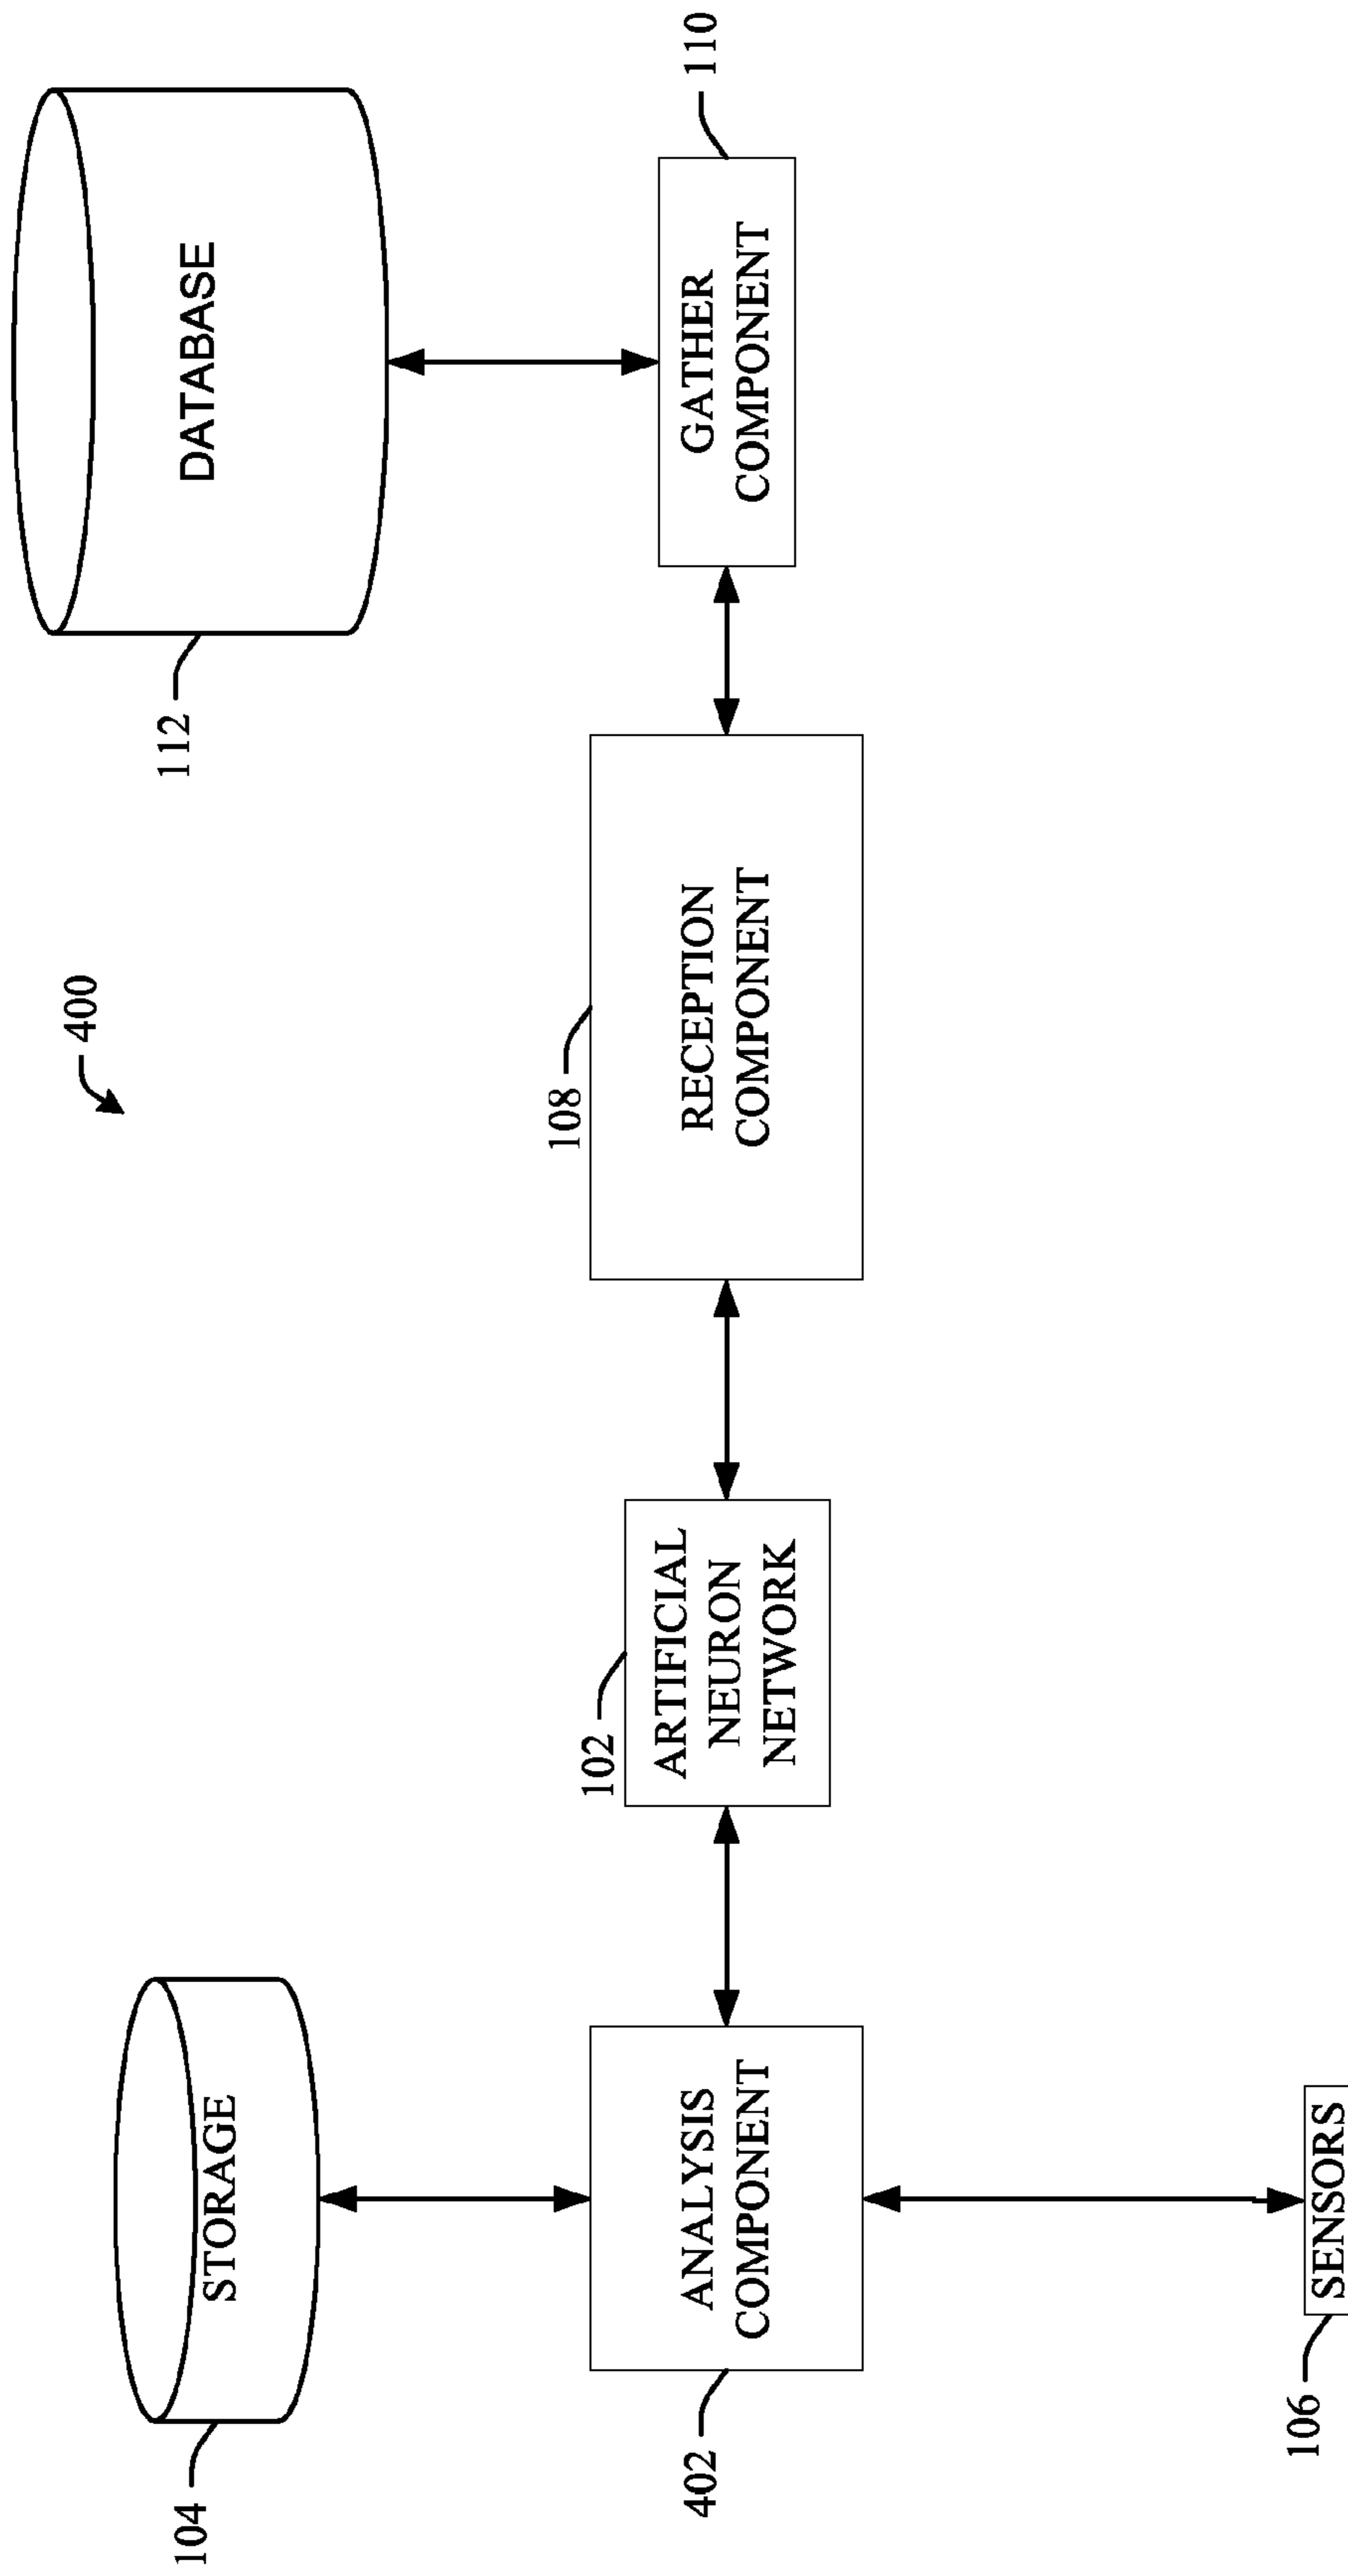 400
104
STORAGE
112
DATABASE
402
ANALYSIS
COMPONENT
102
ARTIFICIAL
NEURON
NETWORK
108
RECEPTION
COMPONENT
GATHER
COMPONENT
110
106
SENSORS